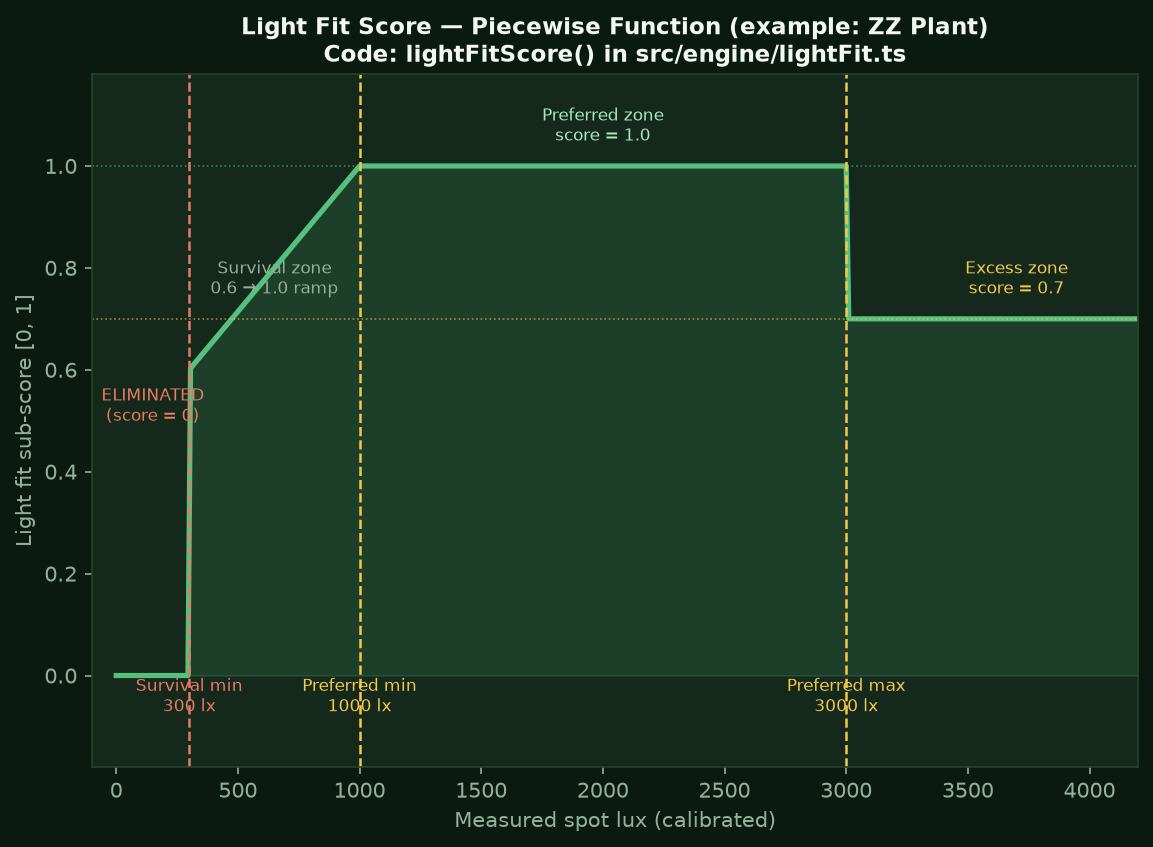 Light Fit Score — Piecewise Function (example: ZZ Plant)
Code: lightFitScore() in src/engine/lightFit.ts
Preferred zone
score = 1.0
Survival zone
0.6 → 1.0 ramp
Excess zone
score = 0.7
ELIMINATED
(score = 0)
Survival min
300 lx
Preferred min
1000 lx
Preferred max
3000 lx
Light fit sub-score [0, 1]
1.0
0.8
0.6
0.4
0.2
0.0
0
500
1000
1500
2000
2500
3000
3500
4000
Measured spot lux (calibrated)